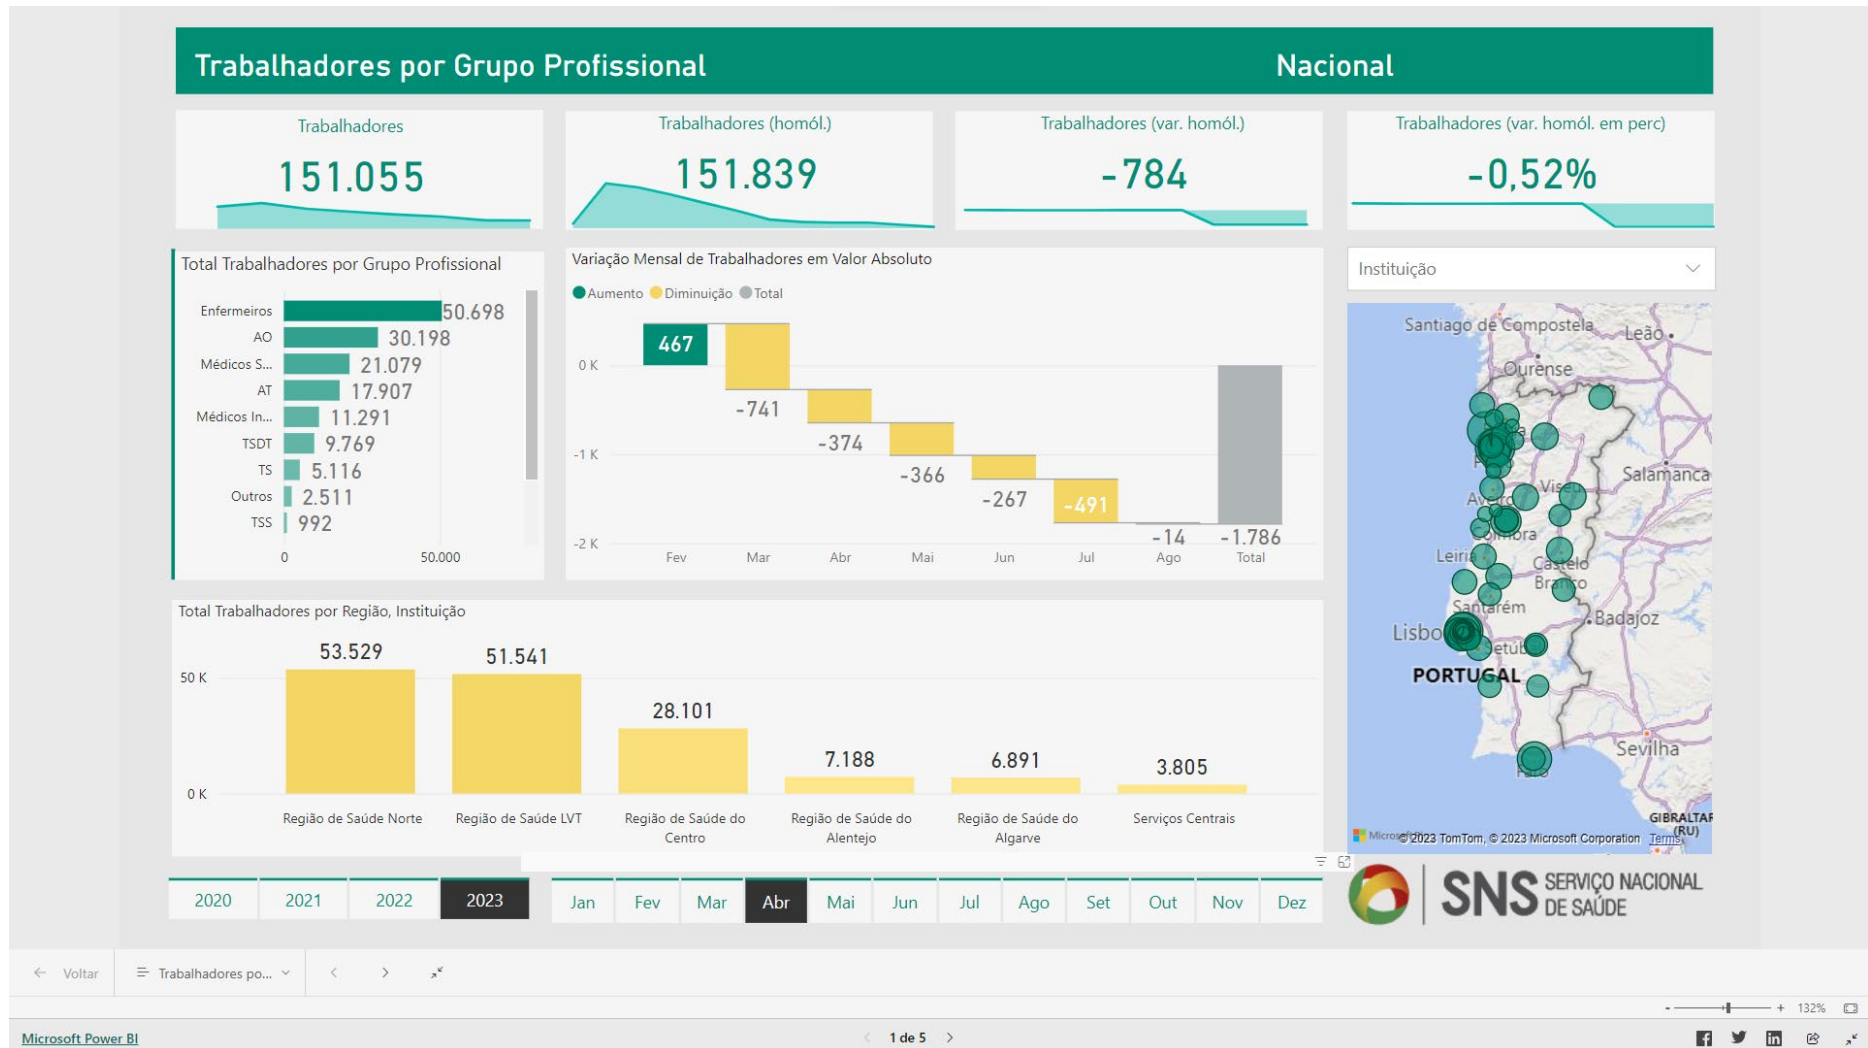 Trabalhadores por Grupo Profissional
Nacional
Trabalhadores
151.055
Trabalhadores (homól.)
151.839
Trabalhadores (var. homól.)
-784
Trabalhadores (var. homól. em perc)
-0,52%
Total Trabalhadores por Grupo Profissional
Enfermeiros 50.698
AO 30.198
Médicos S... 21.079
AT 17.907
Médicos In... 11.291
TSDT 9.769
TS 5.116
Outros 2.511
TSS 992
0 50.000
Variação Mensal de Trabalhadores em Valor Absoluto
Aumento Diminuição Total
0 K
-1 K
-2 K
467
-741
-374
-366
-267
-491
-14
-1.786
Fev Mar Abr Mai Jun Jul Ago Total
Instituição
Santiago de Compostela
Leão
Ourense
Salamanca
Viseu
Aveiro
Coimbra
Leiria
Castelo
Branco
Santarém
Badajoz
Lisbo
Setúb
PORTUGAL
Sevilha
Faro
GIBRALTAR
(RU)
© 2023 TomTom, © 2023 Microsoft Corporation Terms
Total Trabalhadores por Região, Instituição
50 K
0 K
53.529
51.541
28.101
7.188
6.891
3.805
Região de Saúde Norte
Região de Saúde LVT
Região de Saúde do
Centro
Região de Saúde do
Alentejo
Região de Saúde do
Algarve
Serviços Centrais
2020 2021 2022 2023
Jan Fev Mar Abr Mai Jun Jul Ago Set Out Nov Dez
SNS SERVIÇO NACIONAL
DE SAÚDE
Voltar
Trabalhadores po...
- + 132%
Microsoft Power BI
1 de 5